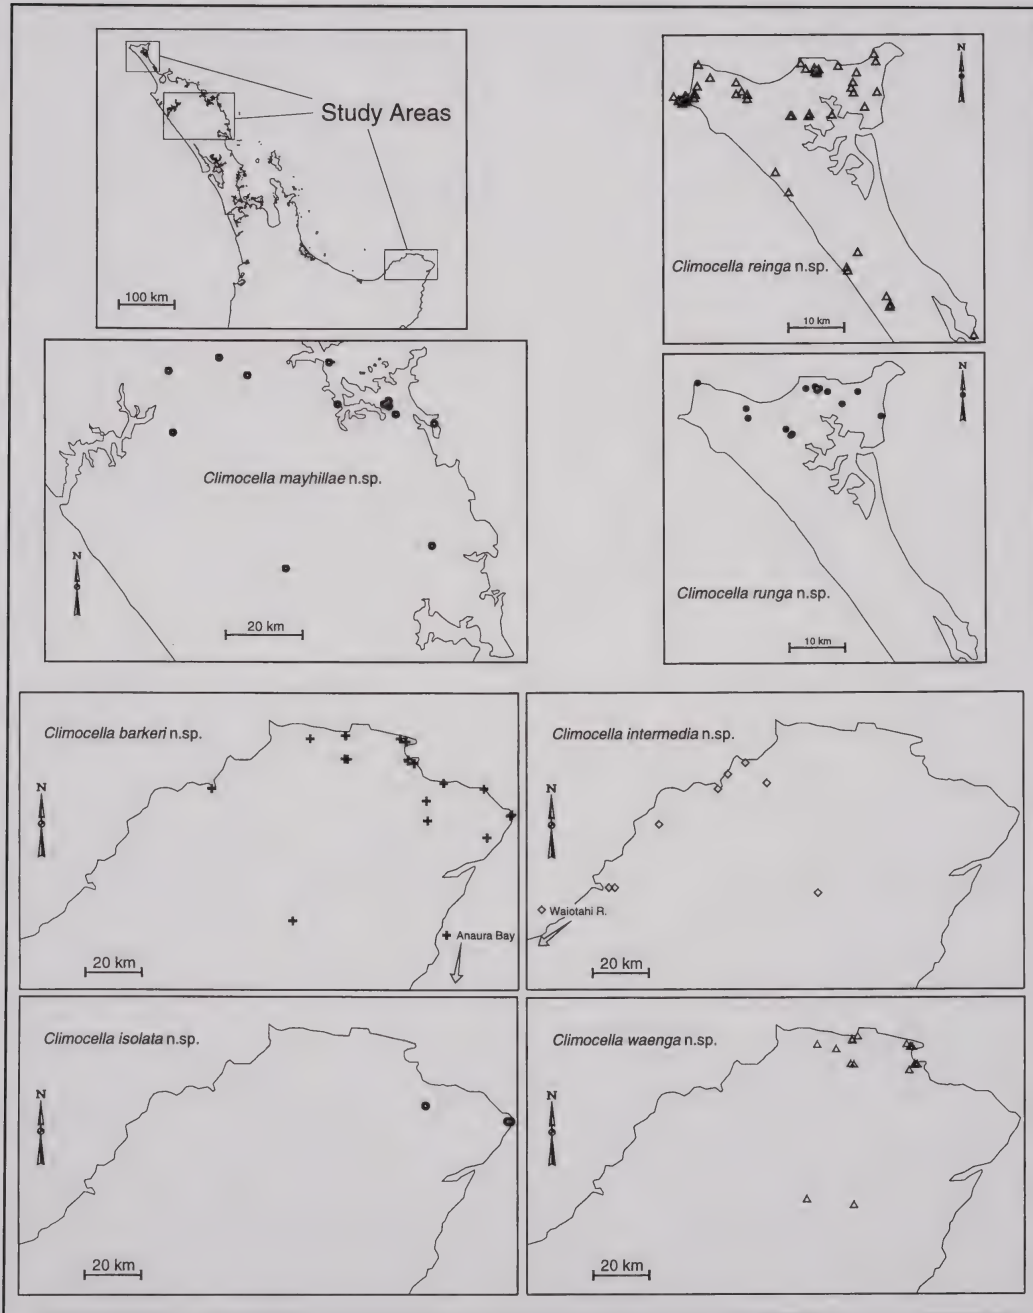 Study Areas
100 km
N
Climocella reinga n.sp.
10 km
Climocella mayhillae n.sp.
N
20 km
N
Climocella runga n.sp.
10 km
Climocella barkeri n.sp.
N
Anaura Bay
20 km
Climocella intermedia n.sp.
N
Waiotahi R.
20 km
Climocella isolata n.sp.
N
20 km
Climocella waenga n.sp.
N
20 km